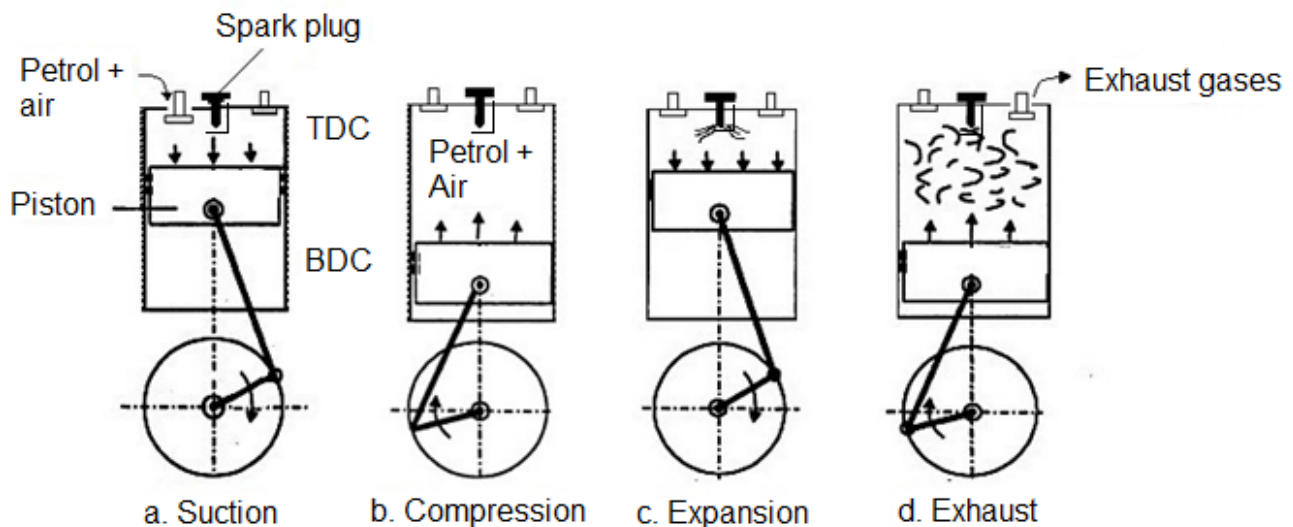 Spark plug
Petrol +
air
TDC
Piston
BDC
a. Suction
Petrol +
Air
b. Compression
c. Expansion
Exhaust gases
d. Exhaust